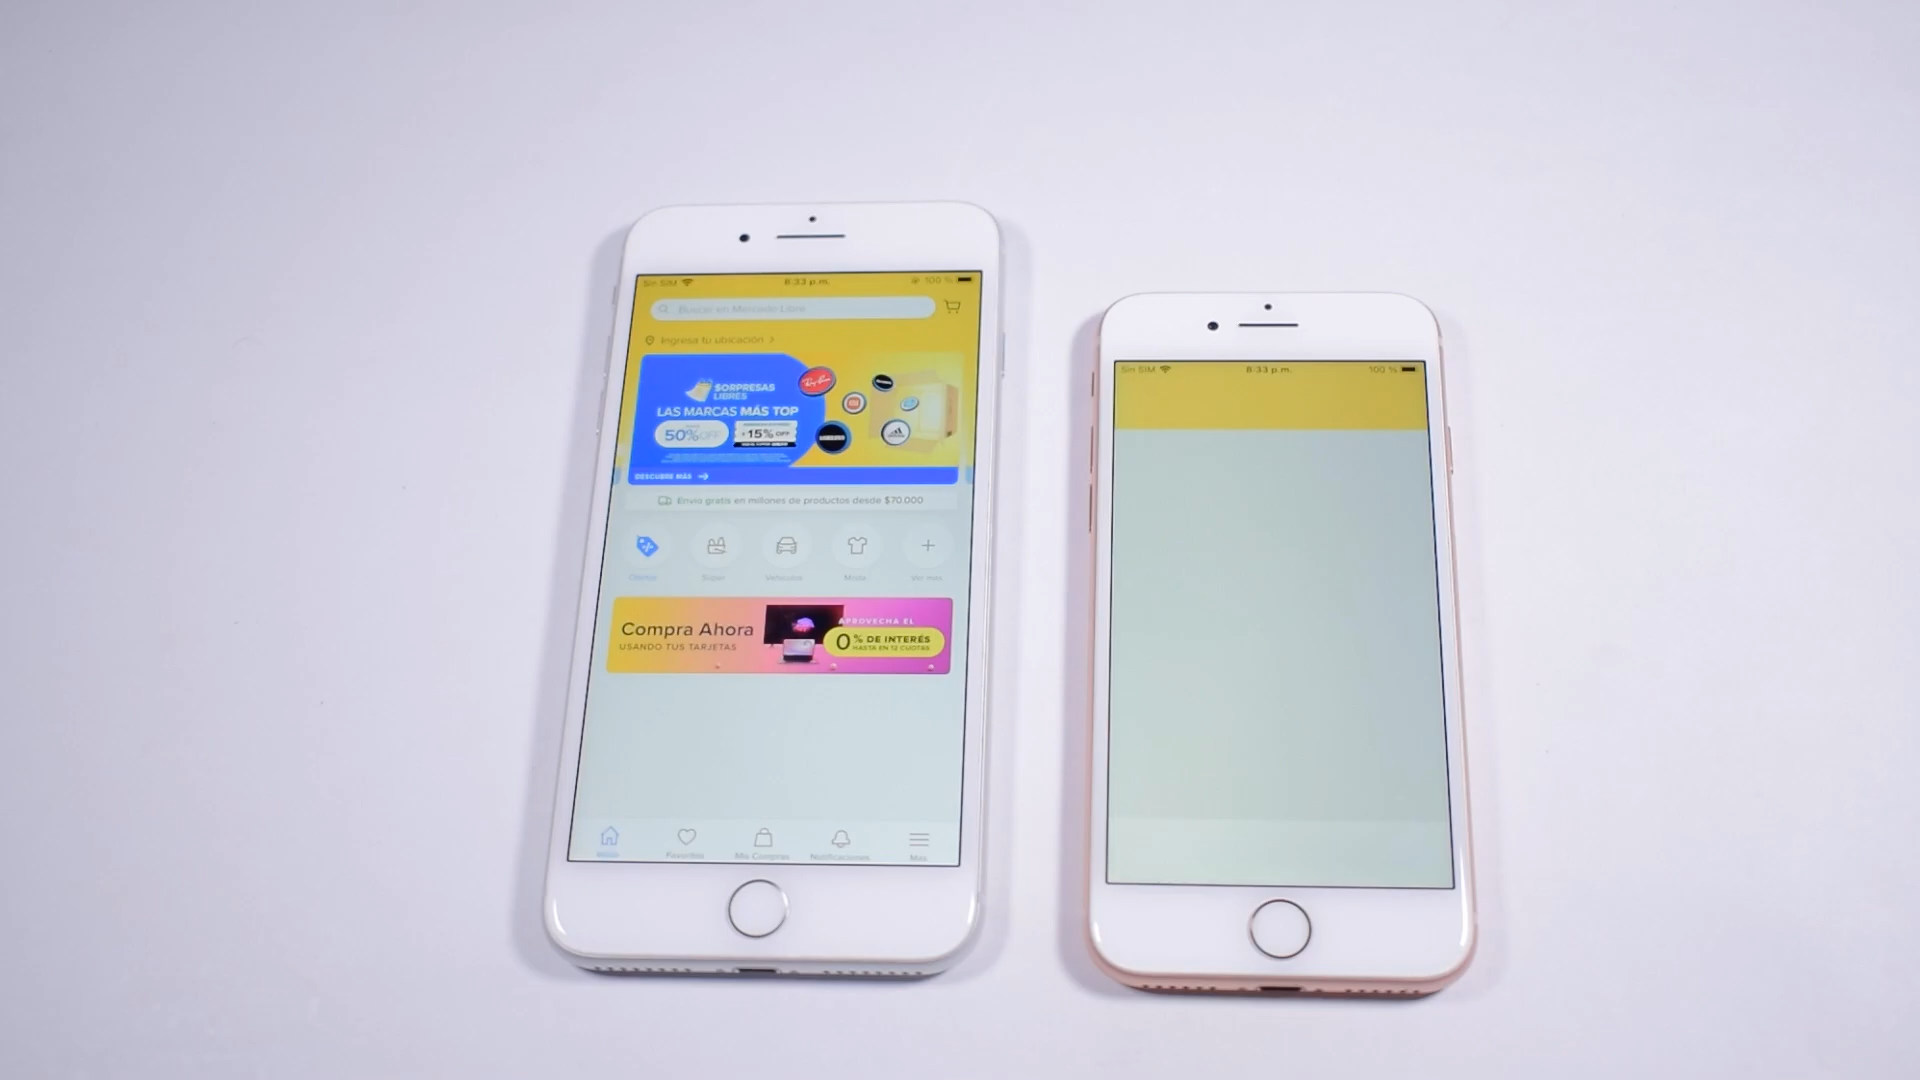 Sin SIM 8:33 p.m. 100 %
Buscar en Mercado Libre
Ingresa tu ubicación
SORPRESAS
LIBRES
LAS MARCAS MÁS TOP
50% OFF
+15% OFF
Ray-Ban
DESCUBRE MÁS
Envío gratis en millones de productos desde $70.000
Ofertas Súper Vehículos Moda Ver más
Compra Ahora
USANDO TUS TARJETAS
APROVECHA EL
0% DE INTERÉS
HASTA EN 12 CUOTAS
Inicio Favoritos Mis Compras Notificaciones Más
Sin SIM 8:33 p.m. 100 %